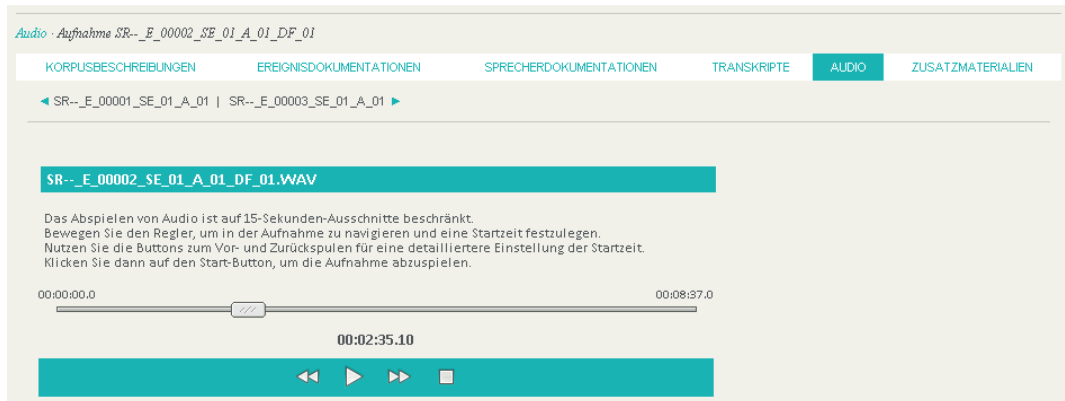 Audio · Aufnahme SR--_E_00002_SE_01_A_01_DF_01
KORPUSBESCHREIBUNGEN EREIGNISDOKUMENTATIONEN SPRECHERDOKUMENTATIONEN TRANSKRIPTE AUDIO ZUSATZMATERIALIEN
◄ SR--_E_00001_SE_01_A_01 | SR--_E_00003_SE_01_A_01 ►
SR--_E_00002_SE_01_A_01_DF_01.WAV
Das Abspielen von Audio ist auf 15-Sekunden-Ausschnitte beschränkt.
Bewegen Sie den Regler, um in der Aufnahme zu navigieren und eine Startzeit festzulegen.
Nutzen Sie die Buttons zum Vor- und Zurückspulen für eine detailliertere Einstellung der Startzeit.
Klicken Sie dann auf den Start-Button, um die Aufnahme abzuspielen.
00:00:00.0 00:08:37.0
00:02:35.10